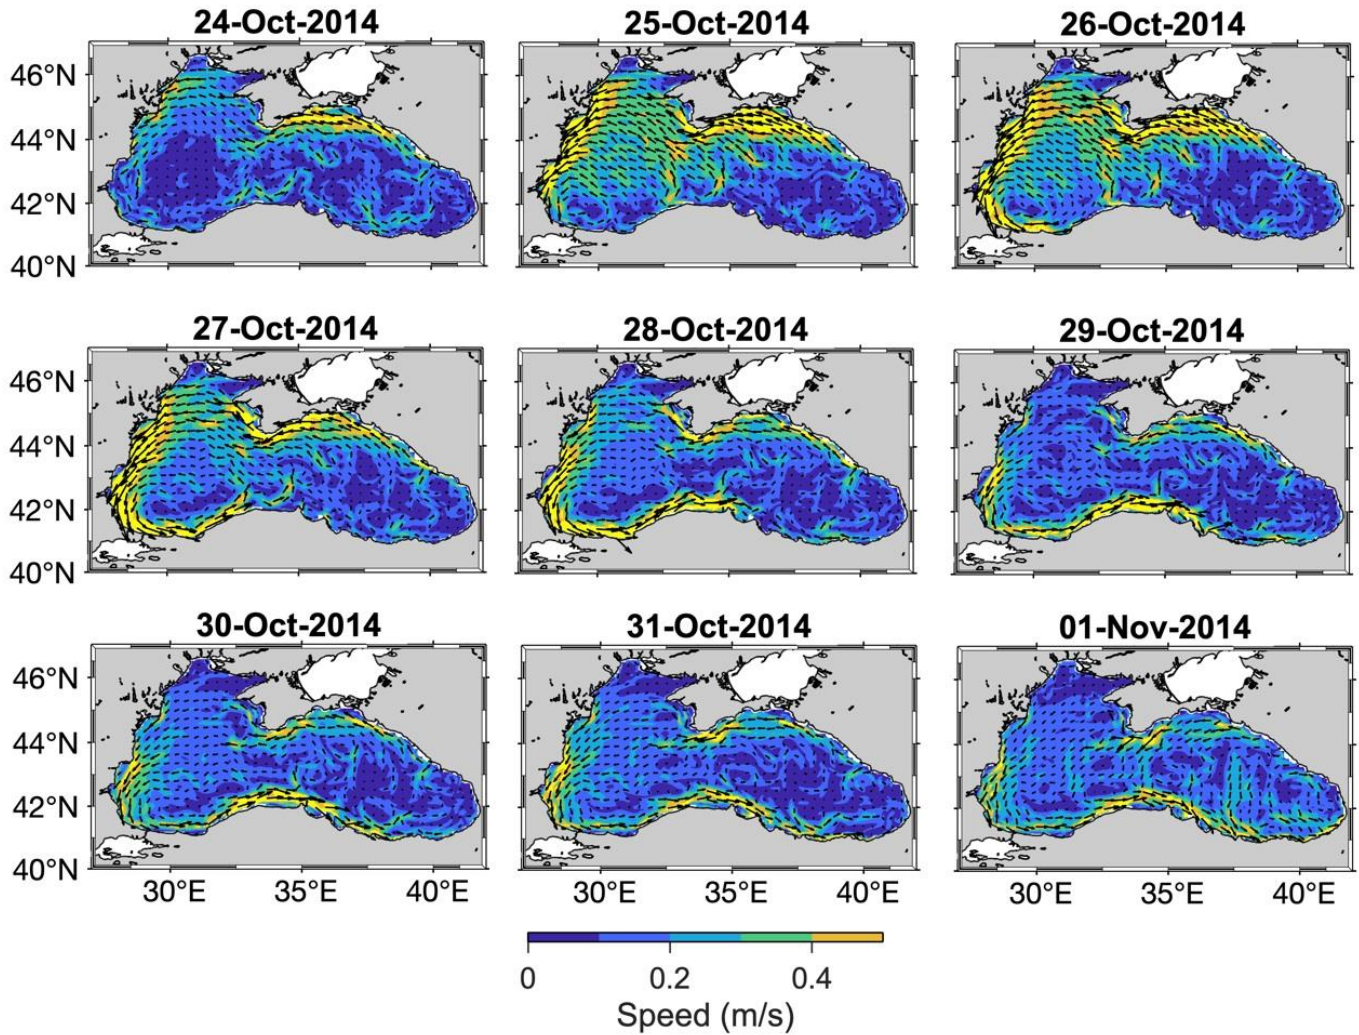 24-Oct-2014 25-Oct-2014 26-Oct-2014
46°N
44°N
42°N
40°N
27-Oct-2014 28-Oct-2014 29-Oct-2014
46°N
44°N
42°N
40°N
30-Oct-2014 31-Oct-2014 01-Nov-2014
46°N
44°N
42°N
40°N
30°E 35°E 40°E 30°E 35°E 40°E 30°E 35°E 40°E
0 0.2 0.4
Speed (m/s)